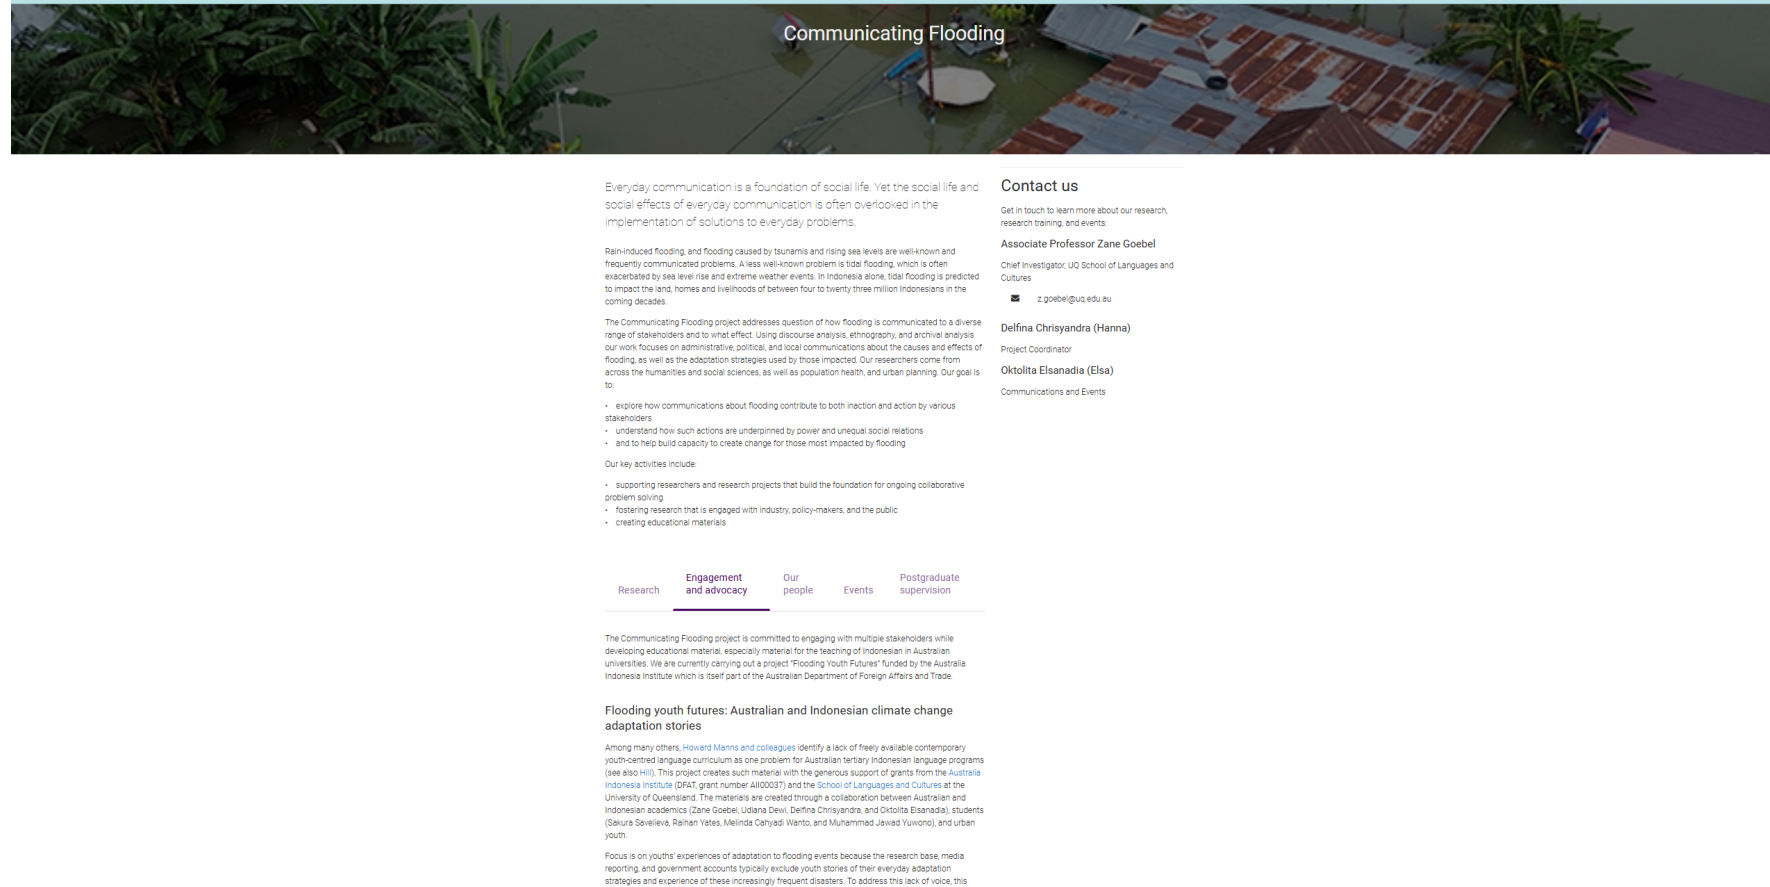 Communicating Flooding
Everyday communication is a foundation of social life. Yet the social life and
social effects of everyday communication is often overlooked in the
implementation of solutions to everyday problems.
Rain-induced flooding, and flooding caused by tsunamis and rising sea levels are well-known and
frequently communicated problems. A less well-known problem is tidal flooding, which is often
exacerbated by sea level rise and extreme weather events. In Indonesia alone, tidal flooding is predicted
to impact the land, homes and livelihoods of between four to twenty three million Indonesians in the
coming decades.
The Communicating Flooding project addresses question of how flooding is communicated to a diverse
range of stakeholders and to what effect. Using discourse analysis, ethnography, and archival analysis
our work focuses on administrative, political, and local communications about the causes and effects of
flooding, as well as the adaptation strategies used by those impacted. Our researchers come from
across the humanities and social sciences, as well as population health, and urban planning. Our goal is
to:
• explore how communications about flooding contribute to both inaction and action by various
stakeholders
• understand how such actions are underpinned by power and unequal social relations
• and to help build capacity to create change for those most impacted by flooding
Our key activities include:
• supporting researchers and research projects that build the foundation for ongoing collaborative
problem solving
• fostering research that is engaged with industry, policy-makers, and the public
• creating educational materials
Research
Engagement
and advocacy
Our
people
Events
Postgraduate
supervision
The Communicating Flooding project is committed to engaging with multiple stakeholders while
developing educational material, especially material for the teaching of Indonesian in Australian
universities. We are currently carrying out a project "Flooding Youth Futures" funded by the Australia
Indonesia Institute which is itself part of the Australian Department of Foreign Affairs and Trade.
Flooding youth futures: Australian and Indonesian climate change
adaptation stories
Among many others, Howard Manns and colleagues identify a lack of freely available contemporary
youth-centred language curriculum as one problem for Australian tertiary Indonesian language programs
(see also Hill). This project creates such material with the generous support of grants from the Australia
Indonesia Institute (DFAT, grant number AII00037) and the School of Languages and Cultures at the
University of Queensland. The materials are created through a collaboration between Australian and
Indonesian academics (Zane Goebel, Udiana Dewi, Delfina Chrisyandra, and Oktolita Elsanadia), students
(Sakura Savelieva, Raihan Yates, Melinda Cahyadi Wanto, and Muhammad Jawad Yuwono), and urban
youth.
Focus is on youths' experiences of adaptation to flooding events because the research base, media
reporting, and government accounts typically exclude youth stories of their everyday adaptation
strategies and experience of these increasingly frequent disasters. To address this lack of voice, this
Contact us
Get in touch to learn more about our research,
research training, and events:
Associate Professor Zane Goebel
Chief Investigator, UQ School of Languages and
Cultures
z.goebel@uq.edu.au
Delfina Chrisyandra (Hanna)
Project Coordinator
Oktolita Elsanadia (Elsa)
Communications and Events